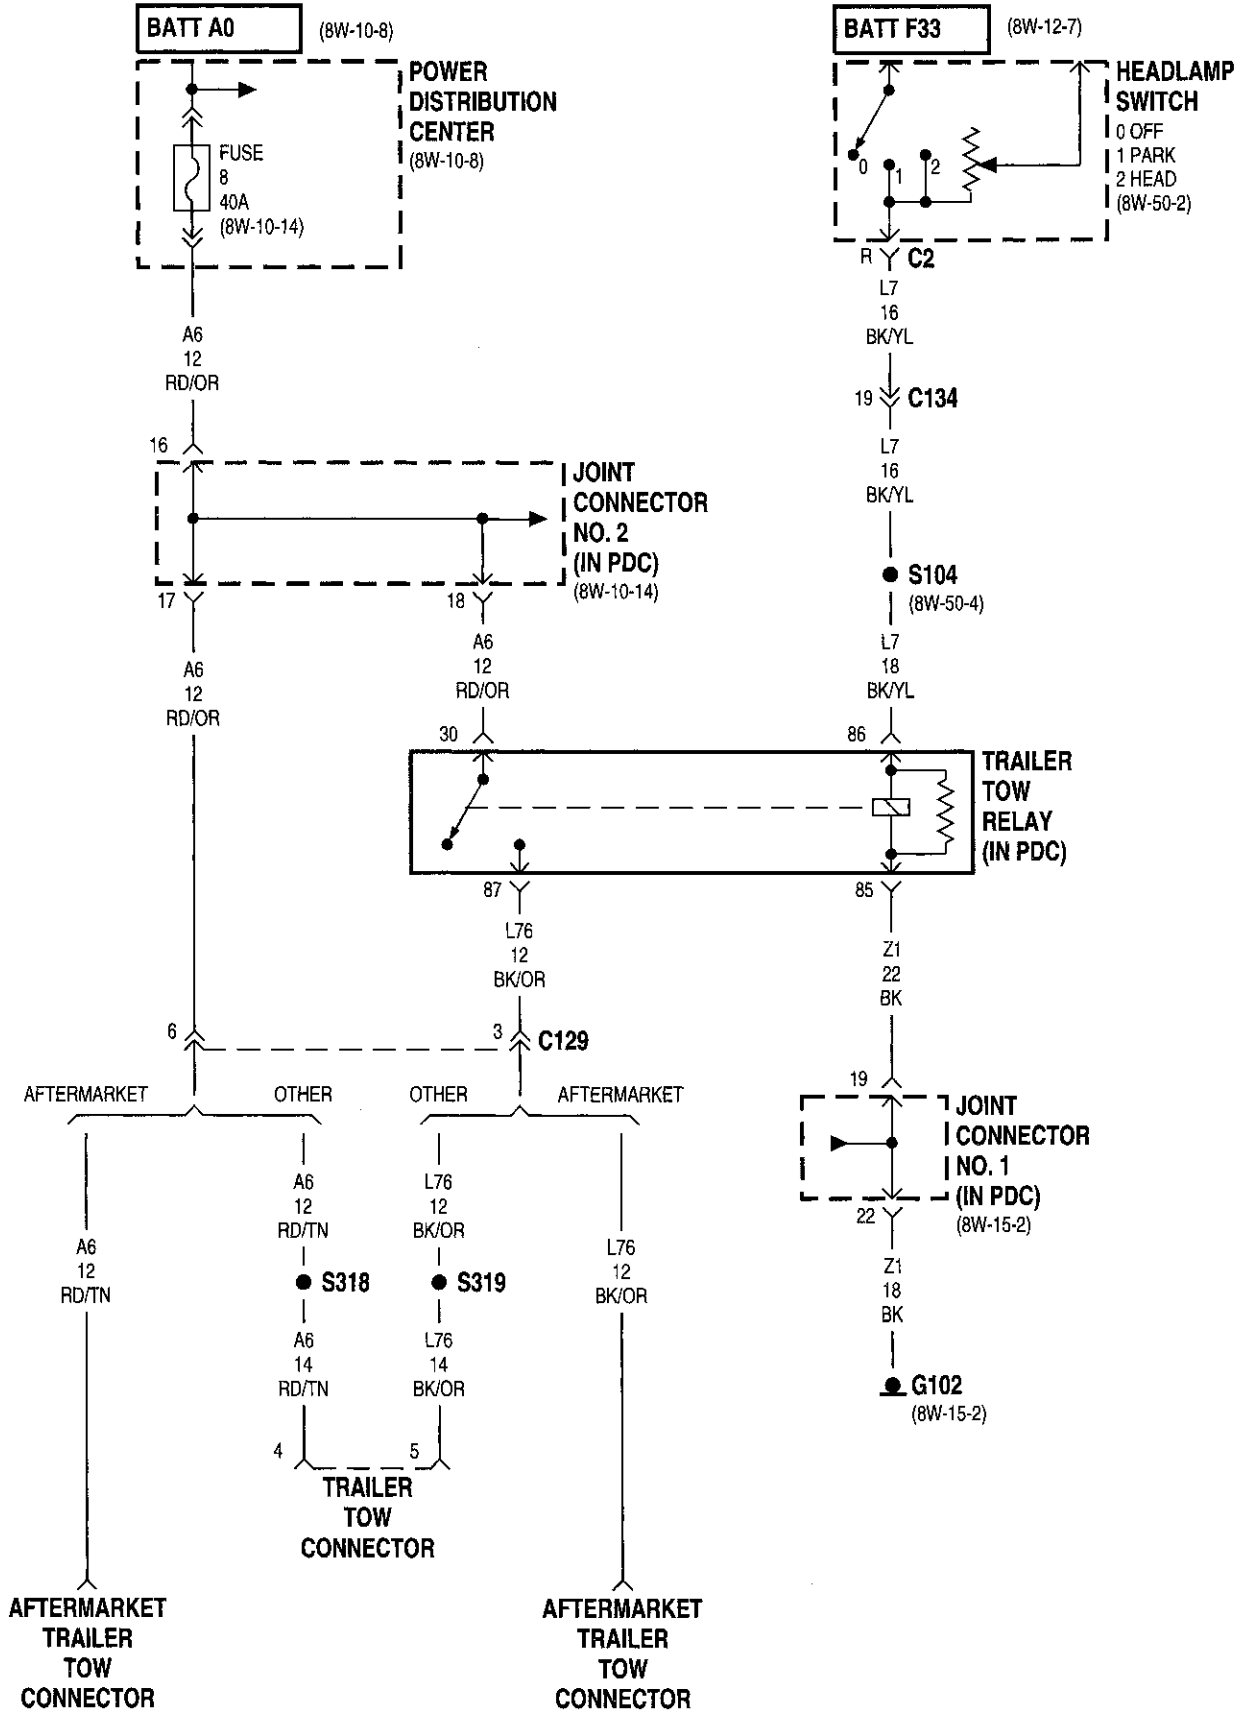 BATT A0
(8W-10-8)
BATT F33
(8W-12-7)
POWER
DISTRIBUTION
CENTER
(8W-10-8)
FUSE
8
40A
(8W-10-14)
HEADLAMP
SWITCH
0 OFF
1 PARK
2 HEAD
(8W-50-2)
0
1
2
R
C2
L7
16
BK/YL
A6
12
RD/OR
19
C134
L7
16
BK/YL
16
JOINT
CONNECTOR
NO. 2
(IN PDC)
(8W-10-14)
17
18
S104
(8W-50-4)
A6
12
RD/OR
A6
12
RD/OR
L7
18
BK/YL
30
86
TRAILER
TOW
RELAY
(IN PDC)
87
85
L76
12
BK/OR
Z1
22
BK
6
3
C129
19
AFTERMARKET
OTHER
OTHER
AFTERMARKET
JOINT
CONNECTOR
NO. 1
(IN PDC)
(8W-15-2)
22
A6
12
RD/TN
A6
12
RD/TN
L76
12
BK/OR
L76
12
BK/OR
Z1
18
BK
S318
S319
A6
14
RD/TN
L76
14
BK/OR
G102
(8W-15-2)
4
5
TRAILER
TOW
CONNECTOR
AFTERMARKET
TRAILER
TOW
CONNECTOR
AFTERMARKET
TRAILER
TOW
CONNECTOR